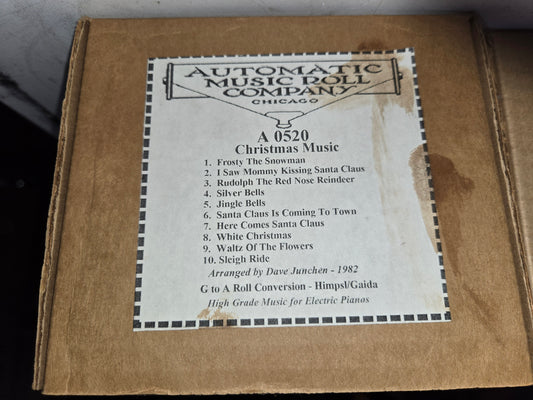 AUTOMATIC
MUSIC ROLL
COMPANY
CHICAGO
A 0520
Christmas Music
1. Frosty The Snowman
2. I Saw Mommy Kissing Santa Claus
3. Rudolph The Red Nose Reindeer
4. Silver Bells
5. Jingle Bells
6. Santa Claus Is Coming To Town
7. Here Comes Santa Claus
8. White Christmas
9. Waltz Of The Flowers
10. Sleigh Ride
Arranged by Dave Junchen - 1982
G to A Roll Conversion - Himpsl/Gaida
High Grade Music for Electric Pianos